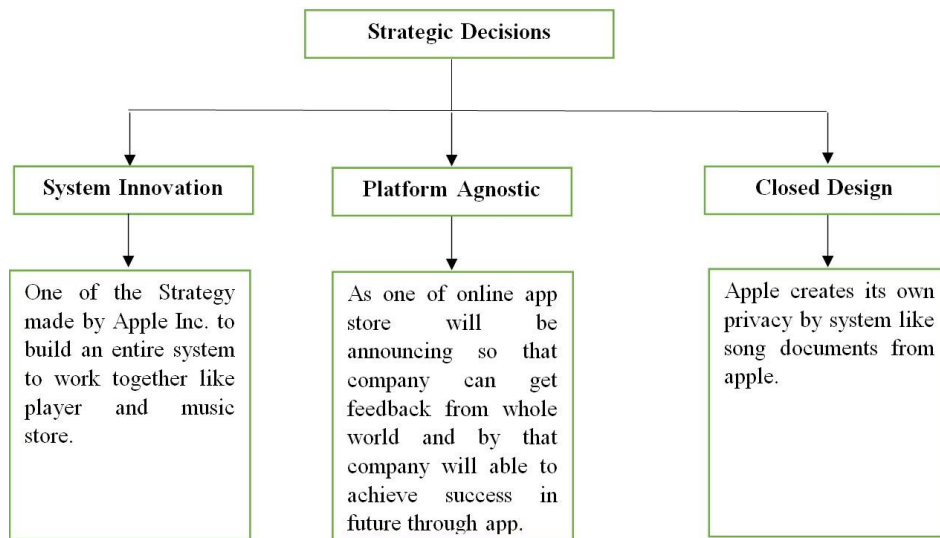 Strategic Decisions
System Innovation
Platform Agnostic
Closed Design
One of the Strategy
made by Apple Inc. to
build an entire system
to work together like
player and music
store.
As one of online app
store will be
announcing so that
company can get
feedback from whole
world and by that
company will able to
achieve success in
future through app.
Apple creates its own
privacy by system like
song documents from
apple.